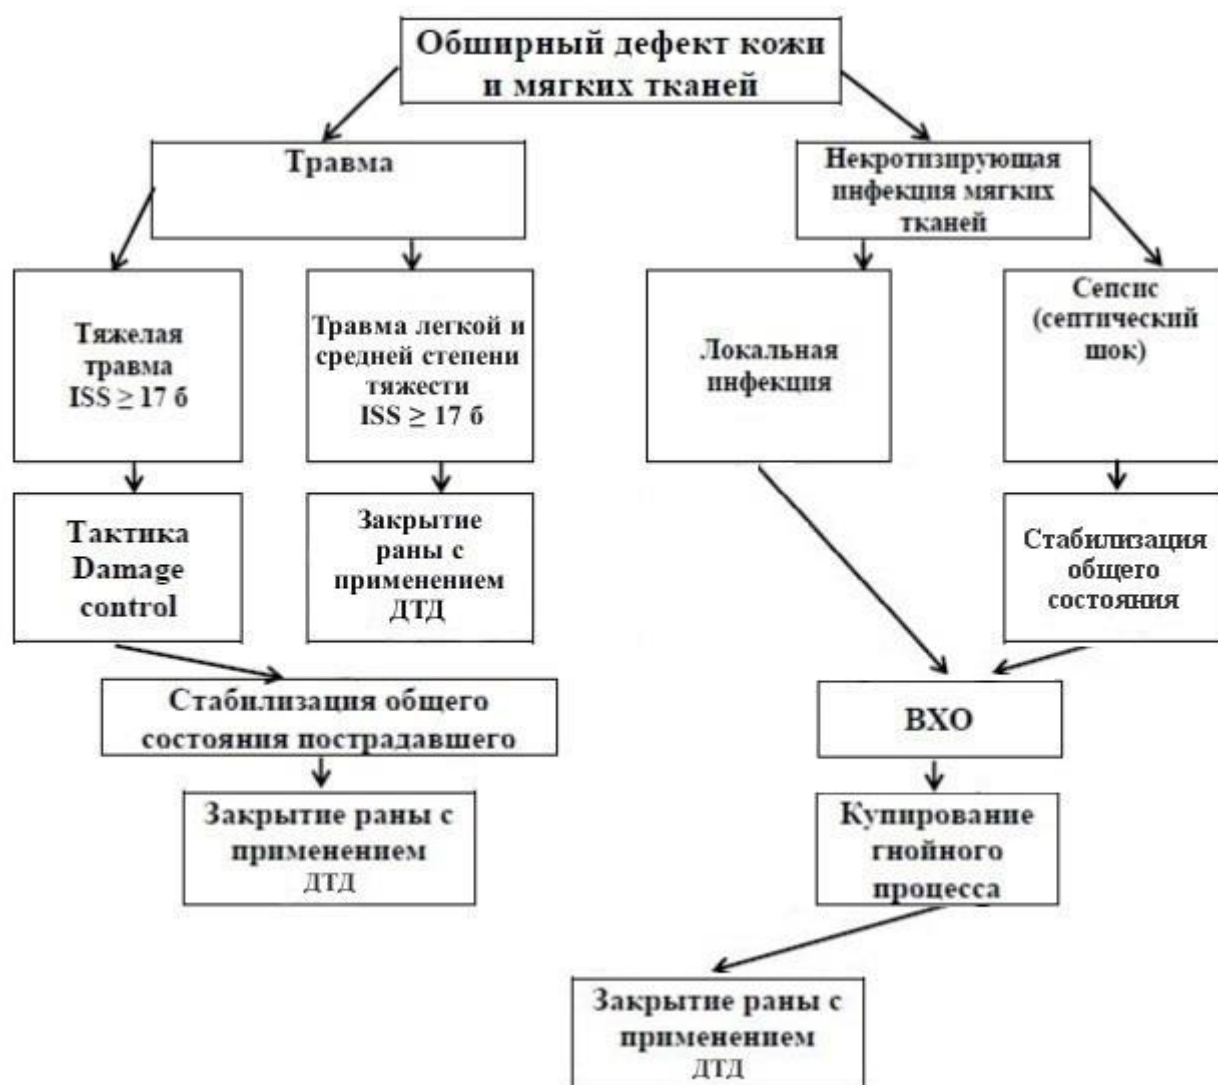 Обширный дефект кожи
и мягких тканей
Травма
Некротизирующая
инфекция мягких
тканей
Тяжелая
травма
ISS ≥ 17 б
Травма легкой и
средней степени
тяжести
ISS ≥ 17 б
Локальная
инфекция
Сепсис
(септический
шок)
Тактика
Damage
control
Закрытие
раны с
применением
ДТД
Стабилизация
общего
состояния
Стабилизация общего
состояния пострадавшего
ВХО
Закрытие раны с
применением
ДТД
Купирование
гнойного
процесса
Закрытие раны с
применением
ДТД